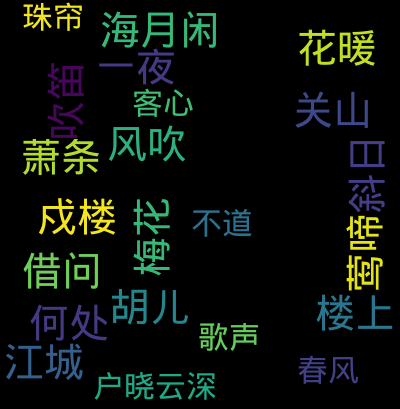 珠帘
海月闲
花暖
一夜
吹笛
客心
关山
风吹
萧条
斜日
戍楼
梅花
不道
莺啼
借问
胡儿
何处
楼上
歌声
江城
春风
户晓云深